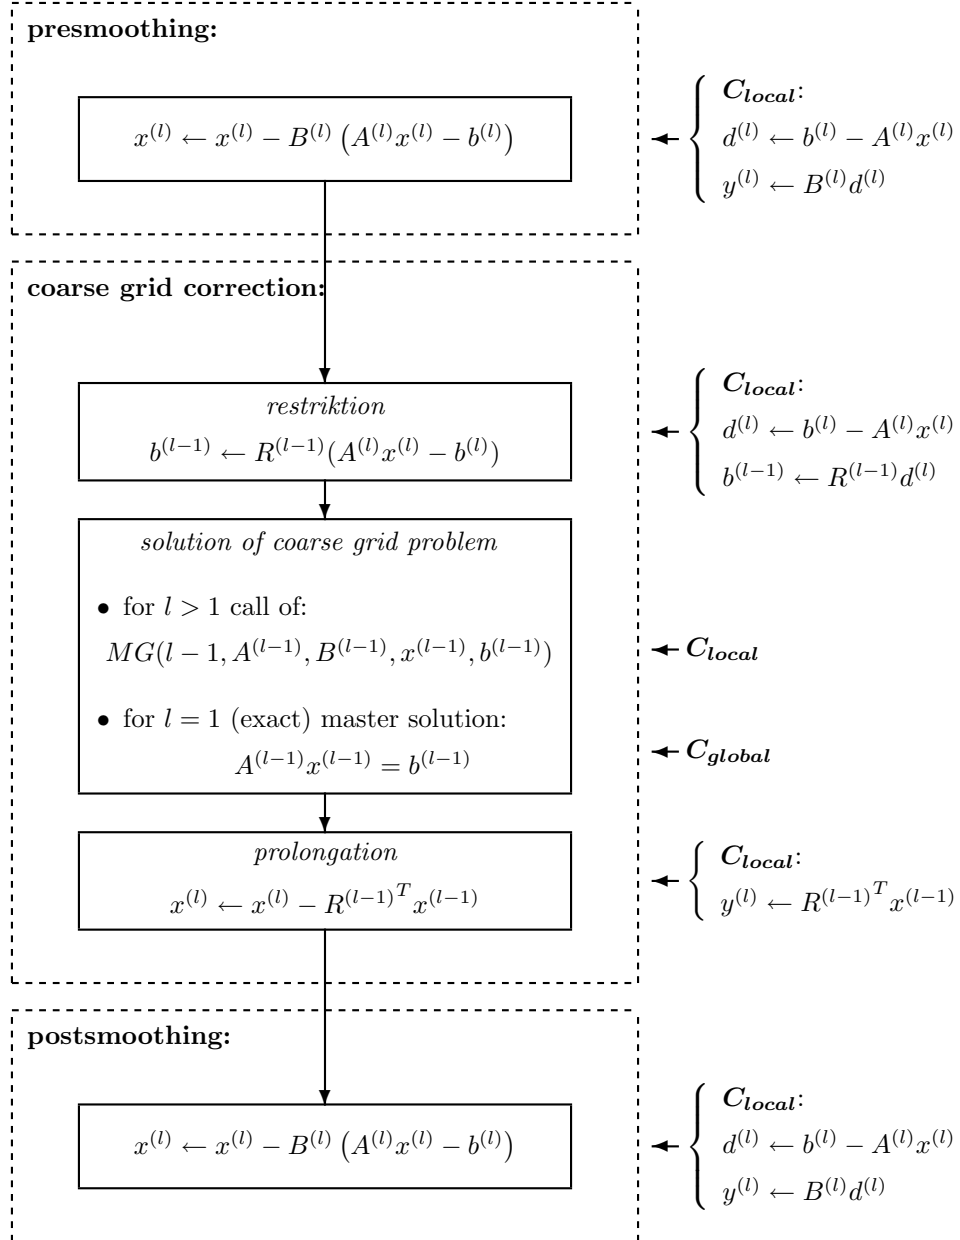 presmoothing:
x^{(l)} ← x^{(l)} − B^{(l)} (A^{(l)}x^{(l)} − b^{(l)})
C_{local}:
d^{(l)} ← b^{(l)} − A^{(l)}x^{(l)}
y^{(l)} ← B^{(l)}d^{(l)}
coarse grid correction:
restriktion
b^{(l−1)} ← R^{(l−1)}(A^{(l)}x^{(l)} − b^{(l)})
C_{local}:
d^{(l)} ← b^{(l)} − A^{(l)}x^{(l)}
b^{(l−1)} ← R^{(l−1)}d^{(l)}
solution of coarse grid problem
• for l > 1 call of:
MG(l − 1, A^{(l−1)}, B^{(l−1)}, x^{(l−1)}, b^{(l−1)})
C_{local}
• for l = 1 (exact) master solution:
A^{(l−1)}x^{(l−1)} = b^{(l−1)}
C_{global}
prolongation
x^{(l)} ← x^{(l)} − R^{(l−1)^T} x^{(l−1)}
C_{local}:
y^{(l)} ← R^{(l−1)^T} x^{(l−1)}
postsmoothing:
x^{(l)} ← x^{(l)} − B^{(l)} (A^{(l)}x^{(l)} − b^{(l)})
C_{local}:
d^{(l)} ← b^{(l)} − A^{(l)}x^{(l)}
y^{(l)} ← B^{(l)}d^{(l)}